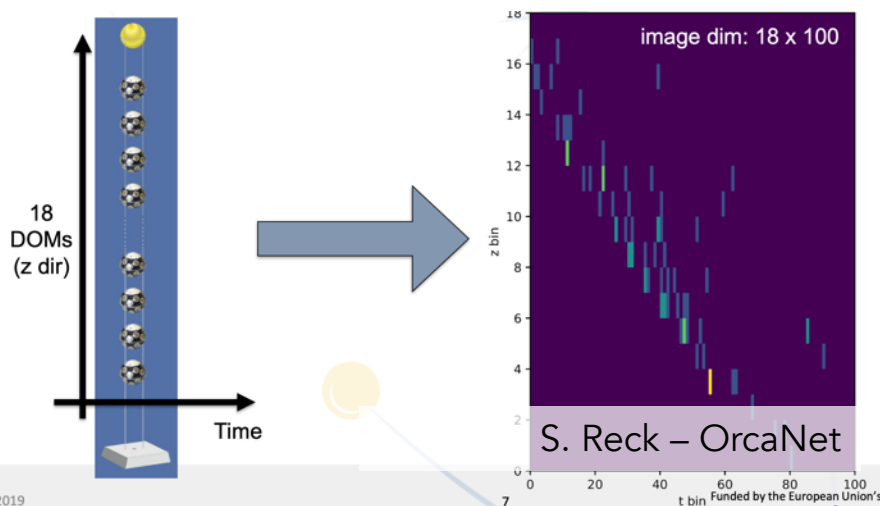 18
DOMs
(z dir)
Time
image dim: 18 x 100
18
16
14
12
10
8
6
4
2
0
z bin
0 20 40 60 80 100
t bin
S. Reck – OrcaNet
2019
7
Funded by the European Union's